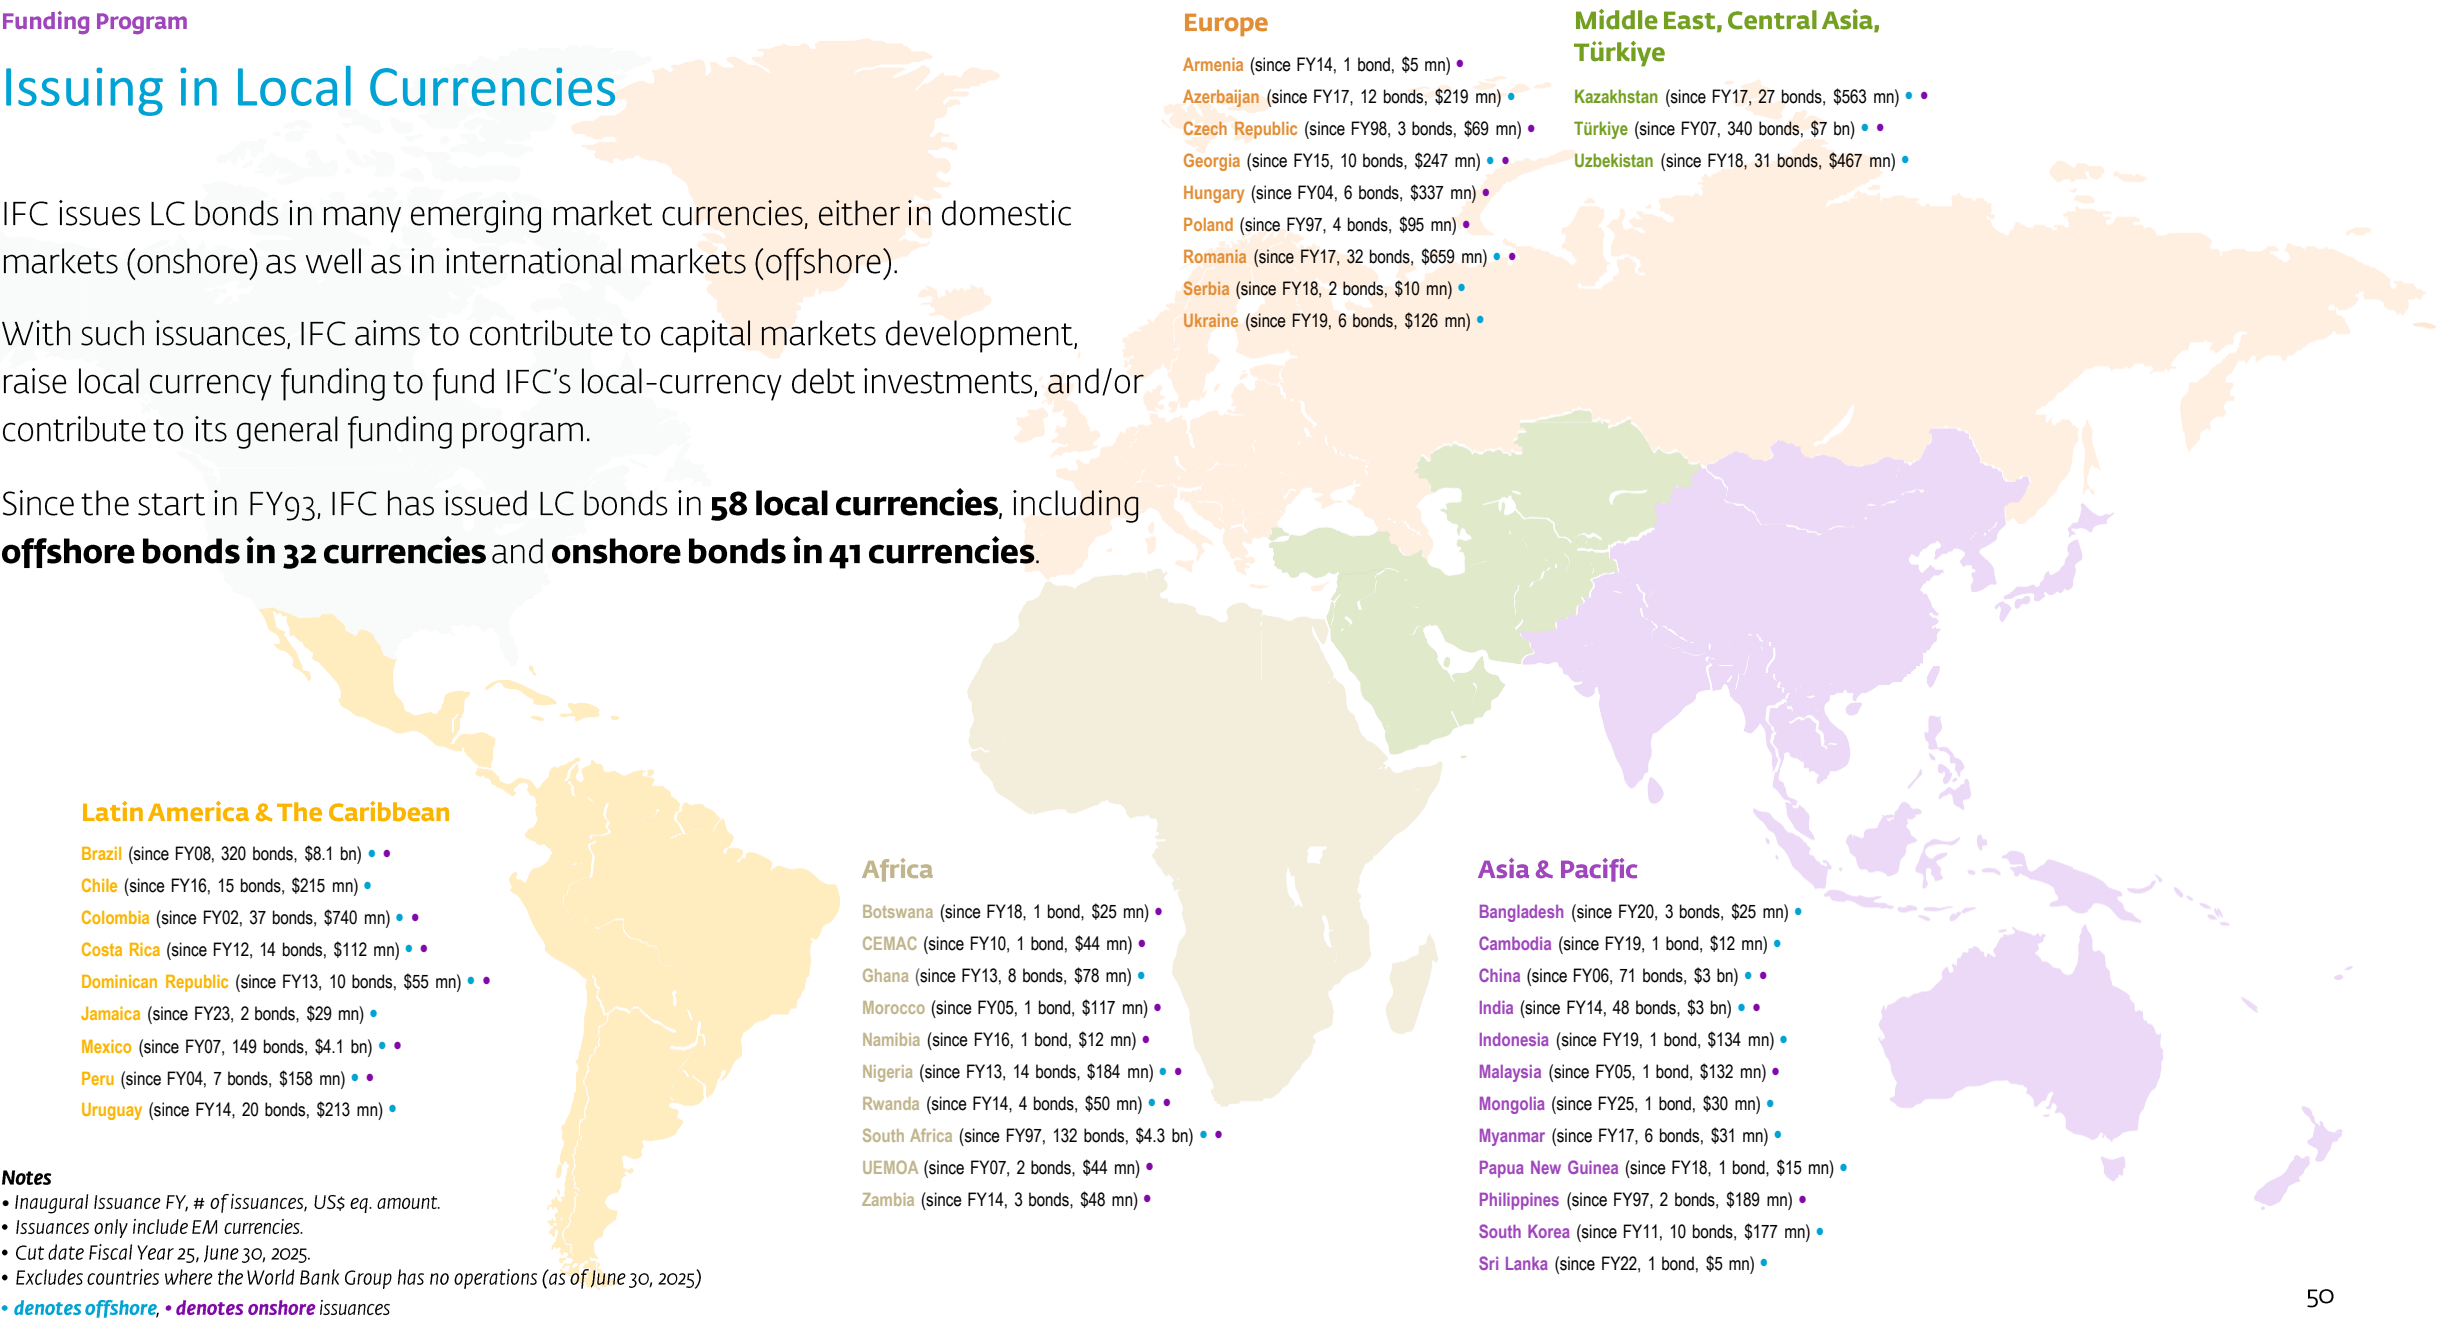 Funding Program
Issuing in Local Currencies
IFC issues LC bonds in many emerging market currencies, either in domestic
markets (onshore) as well as in international markets (offshore).
With such issuances, IFC aims to contribute to capital markets development,
raise local currency funding to fund IFC's local-currency debt investments, and/or
contribute to its general funding program.
Since the start in FY93, IFC has issued LC bonds in 58 local currencies, including
offshore bonds in 32 currencies and onshore bonds in 41 currencies.
Europe
Armenia (since FY14, 1 bond, $5 mn) •
Azerbaijan (since FY17, 12 bonds, $219 mn) •
Czech Republic (since FY98, 3 bonds, $69 mn) •
Georgia (since FY15, 10 bonds, $247 mn) • •
Hungary (since FY04, 6 bonds, $337 mn) •
Poland (since FY97, 4 bonds, $95 mn) •
Romania (since FY17, 32 bonds, $659 mn) • •
Serbia (since FY18, 2 bonds, $10 mn) •
Ukraine (since FY19, 6 bonds, $126 mn) •
Middle East, Central Asia,
Türkiye
Kazakhstan (since FY17, 27 bonds, $563 mn) • •
Türkiye (since FY07, 340 bonds, $7 bn) • •
Uzbekistan (since FY18, 31 bonds, $467 mn) •
Latin America & The Caribbean
Brazil (since FY08, 320 bonds, $8.1 bn) • •
Chile (since FY16, 15 bonds, $215 mn) •
Colombia (since FY02, 37 bonds, $740 mn) • •
Costa Rica (since FY12, 14 bonds, $112 mn) • •
Dominican Republic (since FY13, 10 bonds, $55 mn) • •
Jamaica (since FY23, 2 bonds, $29 mn) •
Mexico (since FY07, 149 bonds, $4.1 bn) • •
Peru (since FY04, 7 bonds, $158 mn) • •
Uruguay (since FY14, 20 bonds, $213 mn) •
Africa
Botswana (since FY18, 1 bond, $25 mn) •
CEMAC (since FY10, 1 bond, $44 mn) •
Ghana (since FY13, 8 bonds, $78 mn) •
Morocco (since FY05, 1 bond, $117 mn) •
Namibia (since FY16, 1 bond, $12 mn) •
Nigeria (since FY13, 14 bonds, $184 mn) • •
Rwanda (since FY14, 4 bonds, $50 mn) • •
South Africa (since FY97, 132 bonds, $4.3 bn) • •
UEMOA (since FY07, 2 bonds, $44 mn) •
Zambia (since FY14, 3 bonds, $48 mn) •
Asia & Pacific
Bangladesh (since FY20, 3 bonds, $25 mn) •
Cambodia (since FY19, 1 bond, $12 mn) •
China (since FY06, 71 bonds, $3 bn) • •
India (since FY14, 48 bonds, $3 bn) • •
Indonesia (since FY19, 1 bond, $134 mn) •
Malaysia (since FY05, 1 bond, $132 mn) •
Mongolia (since FY25, 1 bond, $30 mn) •
Myanmar (since FY17, 6 bonds, $31 mn) •
Papua New Guinea (since FY18, 1 bond, $15 mn) •
Philippines (since FY97, 2 bonds, $189 mn) •
South Korea (since FY11, 10 bonds, $177 mn) •
Sri Lanka (since FY22, 1 bond, $5 mn) •
Notes
• Inaugural Issuance FY, # of issuances, US$ eq. amount.
• Issuances only include EM currencies.
• Cut date Fiscal Year 25, June 30, 2025.
• Excludes countries where the World Bank Group has no operations (as of June 30, 2025)
• denotes offshore, • denotes onshore issuances
50